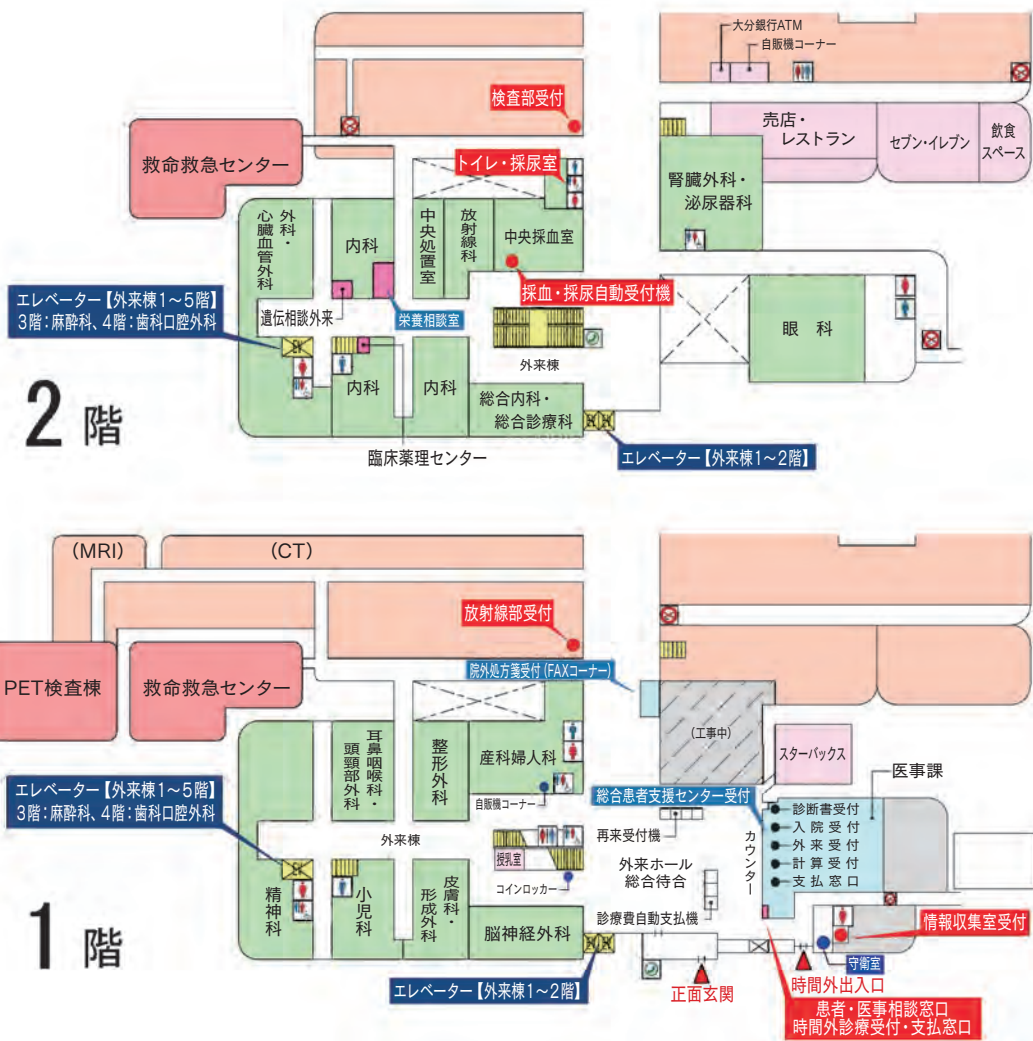 大分銀行ATM
自販機コーナー
検査部受付
売店・
レストラン
セブン・イレブン
飲食
スペース
救命救急センター
トイレ・採尿室
腎臓外科・
泌尿器科
外科・
心臓血管外科
内科
中央処置室
放射線科
中央採血室
エレベーター【外来棟1～5階】
3階：麻酔科、4階：歯科口腔外科
遺伝相談外来
栄養相談室
採血・採尿自動受付機
眼 科
EV
外来棟
2 階
内科
内科
総合内科・
総合診療科
EV
EV
臨床薬理センター
エレベーター【外来棟1～2階】
(MRI)
(CT)
放射線部受付
院外処方箋受付(FAXコーナー)
PET検査棟
救命救急センター
(工事中)
スターバックス
耳鼻咽喉科・
頭頸部外科
整形外科
産科婦人科
医事課
エレベーター【外来棟1～5階】
3階：麻酔科、4階：歯科口腔外科
自販機コーナー
総合患者支援センター受付
診断書受付
入院受付
外来受付
計算受付
支払窓口
カウンター
再来受付機
外来棟
授乳室
外来ホール
総合待合
EV
コインロッカー
精神科
小児科
皮膚科・
形成外科
脳神経外科
診療費自動支払機
1 階
EV
EV
情報収集室受付
守衛室
エレベーター【外来棟1～2階】
正面玄関
時間外出入口
患者・医事相談窓口
時間外診療受付・支払窓口